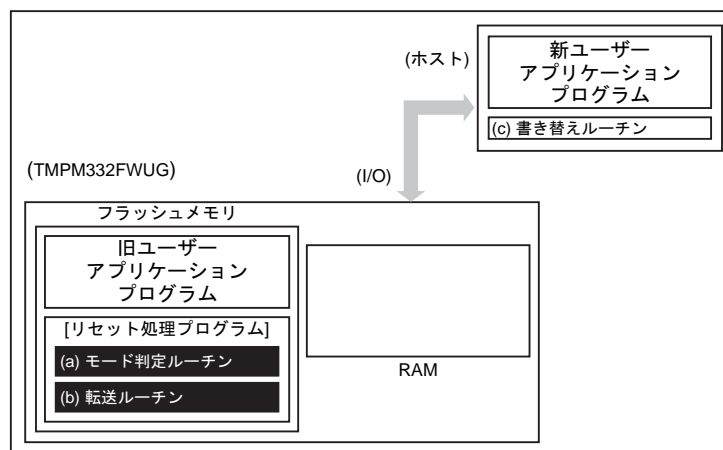 (ホスト)
新ユーザー
アプリケーション
プログラム
(c) 書き替えルーチン
(TMPM332FWUG)
(I/O)
フラッシュメモリ
旧ユーザー
アプリケーション
プログラム
[リセット処理プログラム]
(a) モード判定ルーチン
(b) 転送ルーチン
RAM